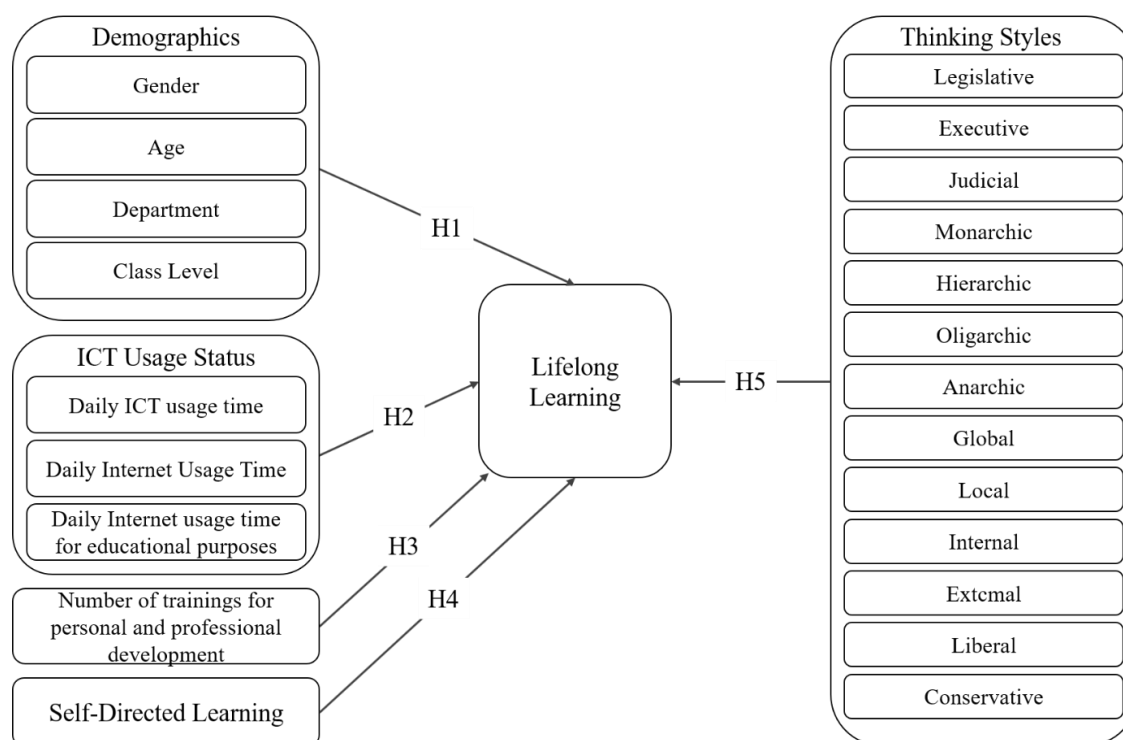 Demographics
Gender
Age
Department
Class Level
ICT Usage Status
Daily ICT usage time
Daily Internet Usage Time
Daily Internet usage time
for educational purposes
Number of trainings for
personal and professional
development
Self-Directed Learning
H1
H2
H3
H4
Lifelong
Learning
H5
Thinking Styles
Legislative
Executive
Judicial
Monarchic
Hierarchic
Oligarchic
Anarchic
Global
Local
Internal
Extcmal
Liberal
Conservative